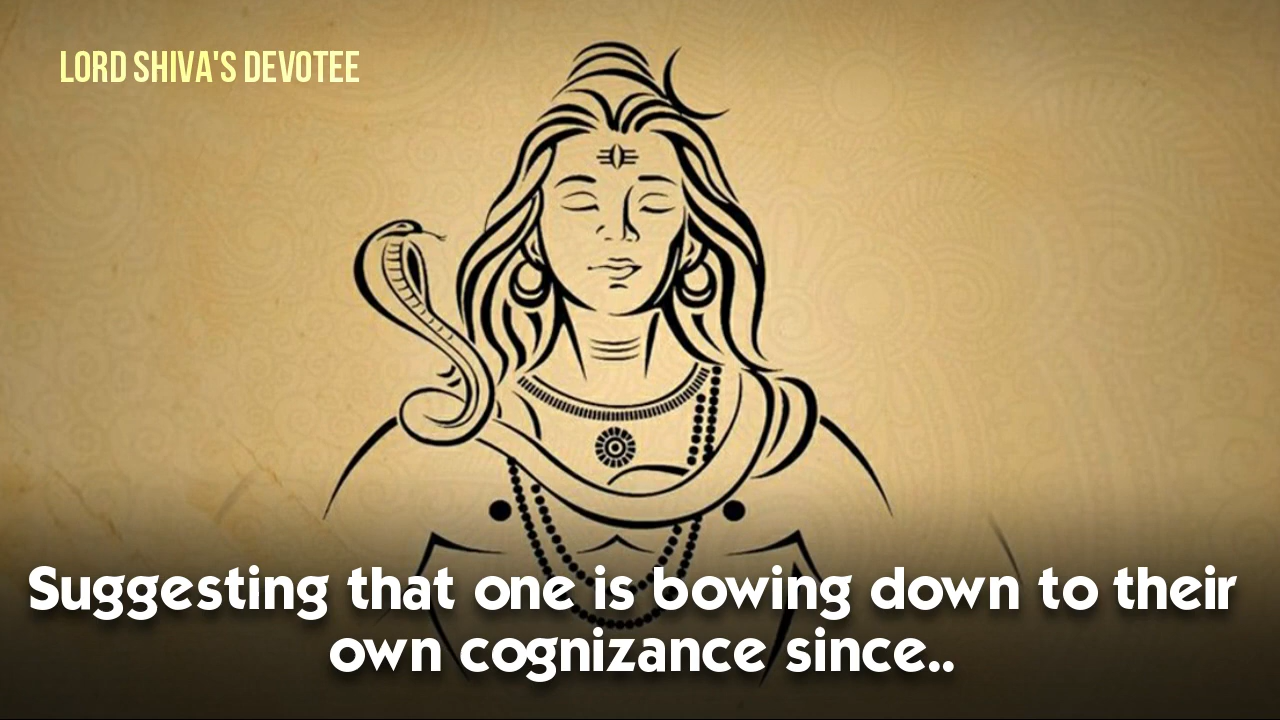 LORD SHIVA'S DEVOTEE
Suggesting that one is bowing down to their
own cognizance since..